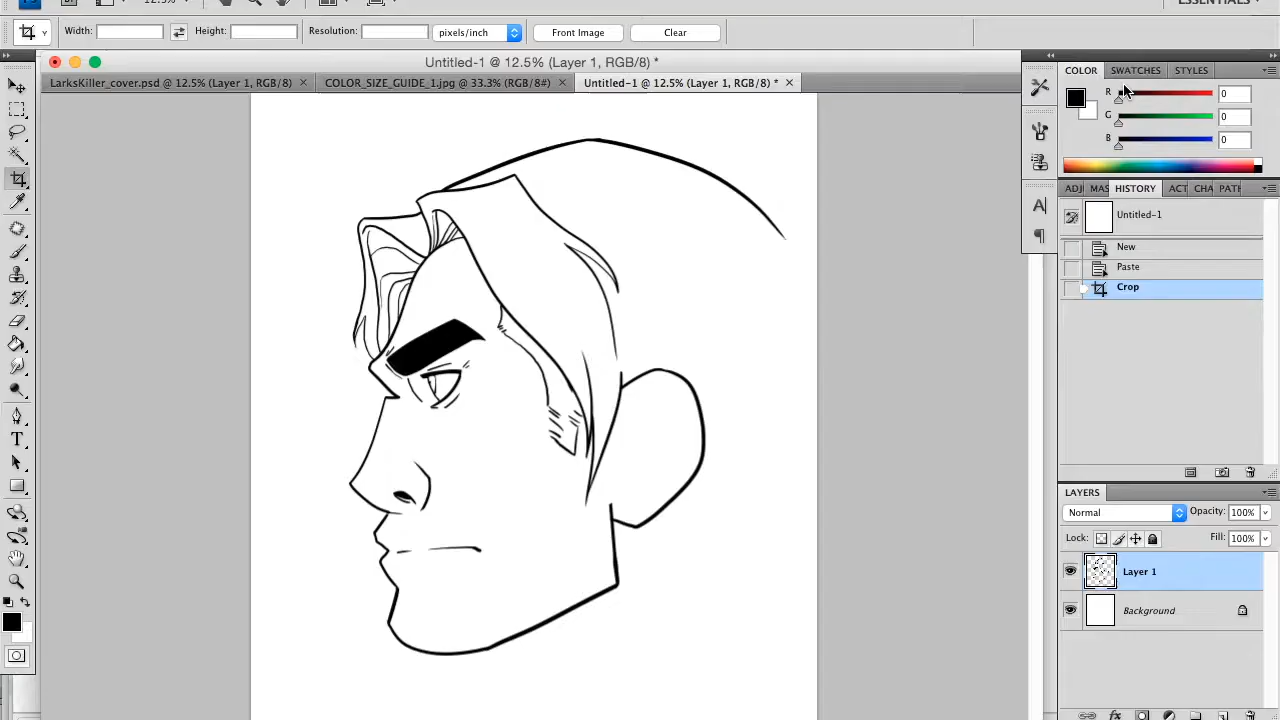 12.5%
ESSENTIALS
Width: Height: Resolution: pixels/inch Front Image Clear
Untitled-1 @ 12.5% (Layer 1, RGB/8) *
LarksKiller_cover.psd @ 12.5% (Layer 1, RGB/8) COLOR_SIZE_GUIDE_1.jpg @ 33.3% (RGB/8#) Untitled-1 @ 12.5% (Layer 1, RGB/8) *
COLOR SWATCHES STYLES
R 0
G 0
B 0
ADJ MAS HISTORY ACT CHA PATH
Untitled-1
New
Paste
Crop
LAYERS
Normal Opacity: 100%
Lock: Fill: 100%
Layer 1
Background